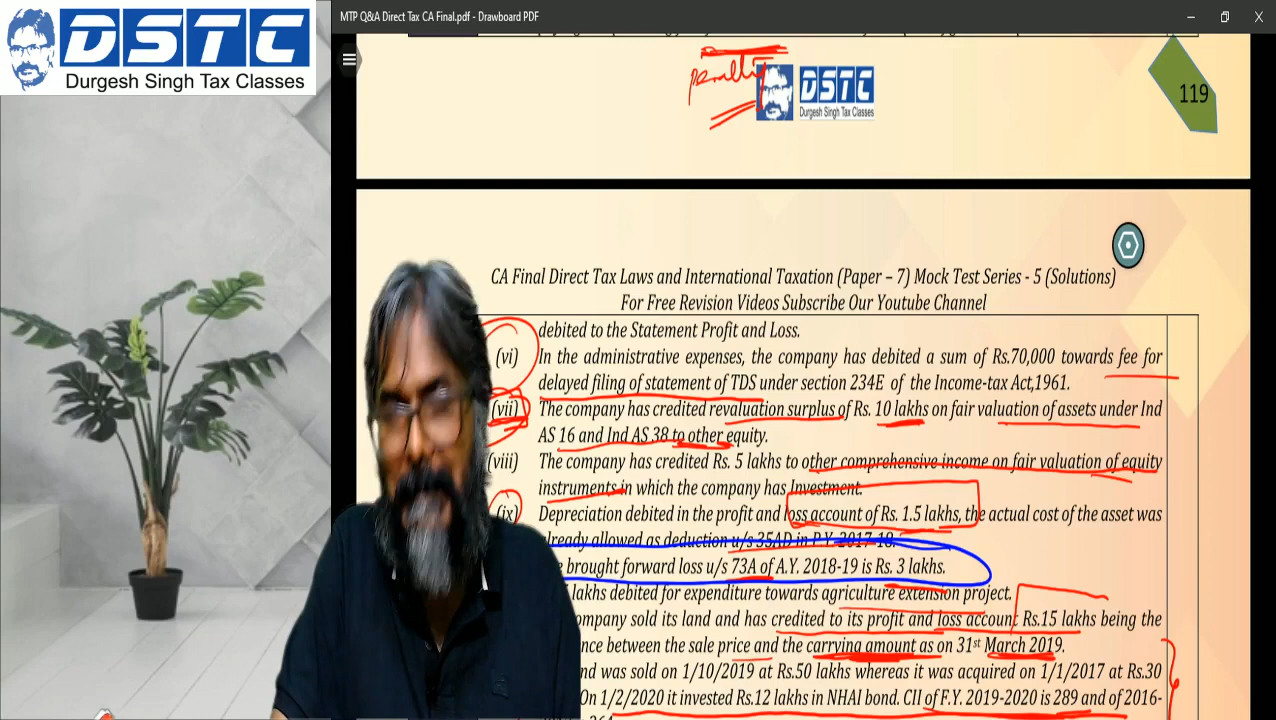 DSTC
Durgesh Singh Tax Classes
MTP Q&A Direct Tax CA Final.pdf - Drawboard PDF
penalty
DSTC
Durgesh Singh Tax Classes
119
CA Final Direct Tax Laws and International Taxation (Paper – 7) Mock Test Series - 5 (Solutions)
For Free Revision Videos Subscribe Our Youtube Channel
debited to the Statement Profit and Loss.
(vi) In the administrative expenses, the company has debited a sum of Rs.70,000 towards fee for
delayed filing of statement of TDS under section 234E of the Income-tax Act,1961.
(vii) The company has credited revaluation surplus of Rs. 10 lakhs on fair valuation of assets under Ind
AS 16 and Ind AS 38 to other equity.
(viii) The company has credited Rs. 5 lakhs to other comprehensive income on fair valuation of equity
instruments in which the company has Investment.
(ix) Depreciation debited in the profit and loss account of Rs. 1.5 lakhs, the actual cost of the asset was
already allowed as deduction u/s 35AD in P.Y. 2017-18.
brought forward loss u/s 73A of A.Y. 2018-19 is Rs. 3 lakhs.
lakhs debited for expenditure towards agriculture extension project.
sold its land and has credited to its profit and loss account Rs.15 lakhs being the
between the sale price and the carrying amount as on 31st March 2019.
was sold on 1/10/2019 at Rs.50 lakhs whereas it was acquired on 1/1/2017 at Rs.30
On 1/2/2020 it invested Rs.12 lakhs in NHAI bond. CII of F.Y. 2019-2020 is 289 and of 2016-